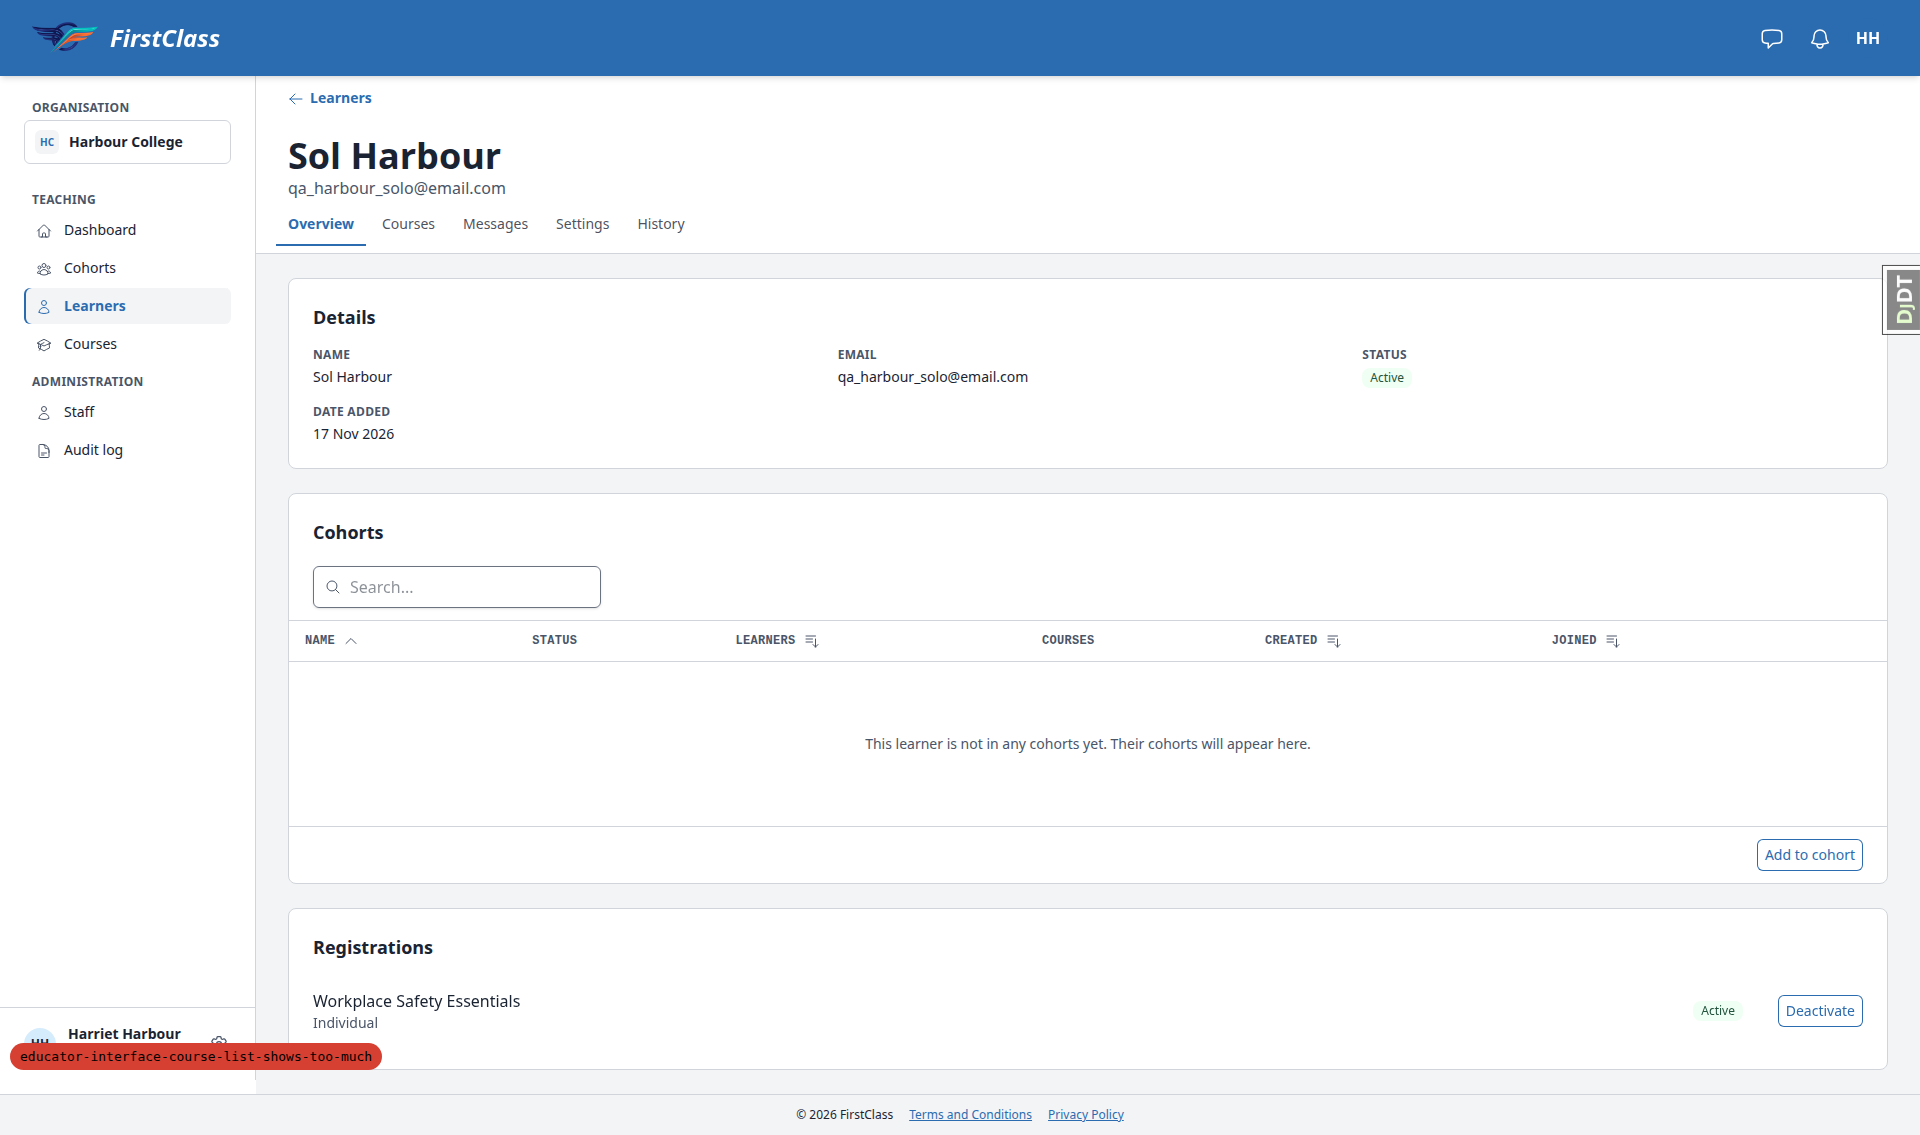 FirstClass
HH
ORGANISATION
HC Harbour College
TEACHING
Dashboard
Cohorts
Learners
Courses
ADMINISTRATION
Staff
Audit log
Learners
Sol Harbour
qa_harbour_solo@email.com
Overview Courses Messages Settings History
DjDT
Details
NAME EMAIL STATUS
Sol Harbour qa_harbour_solo@email.com Active
DATE ADDED
17 Nov 2026
Cohorts
Search...
NAME STATUS LEARNERS COURSES CREATED JOINED
This learner is not in any cohorts yet. Their cohorts will appear here.
Add to cohort
Registrations
Workplace Safety Essentials
Individual
Active Deactivate
HH Harriet Harbour
educator-interface-course-list-shows-too-much
© 2026 FirstClass Terms and Conditions Privacy Policy